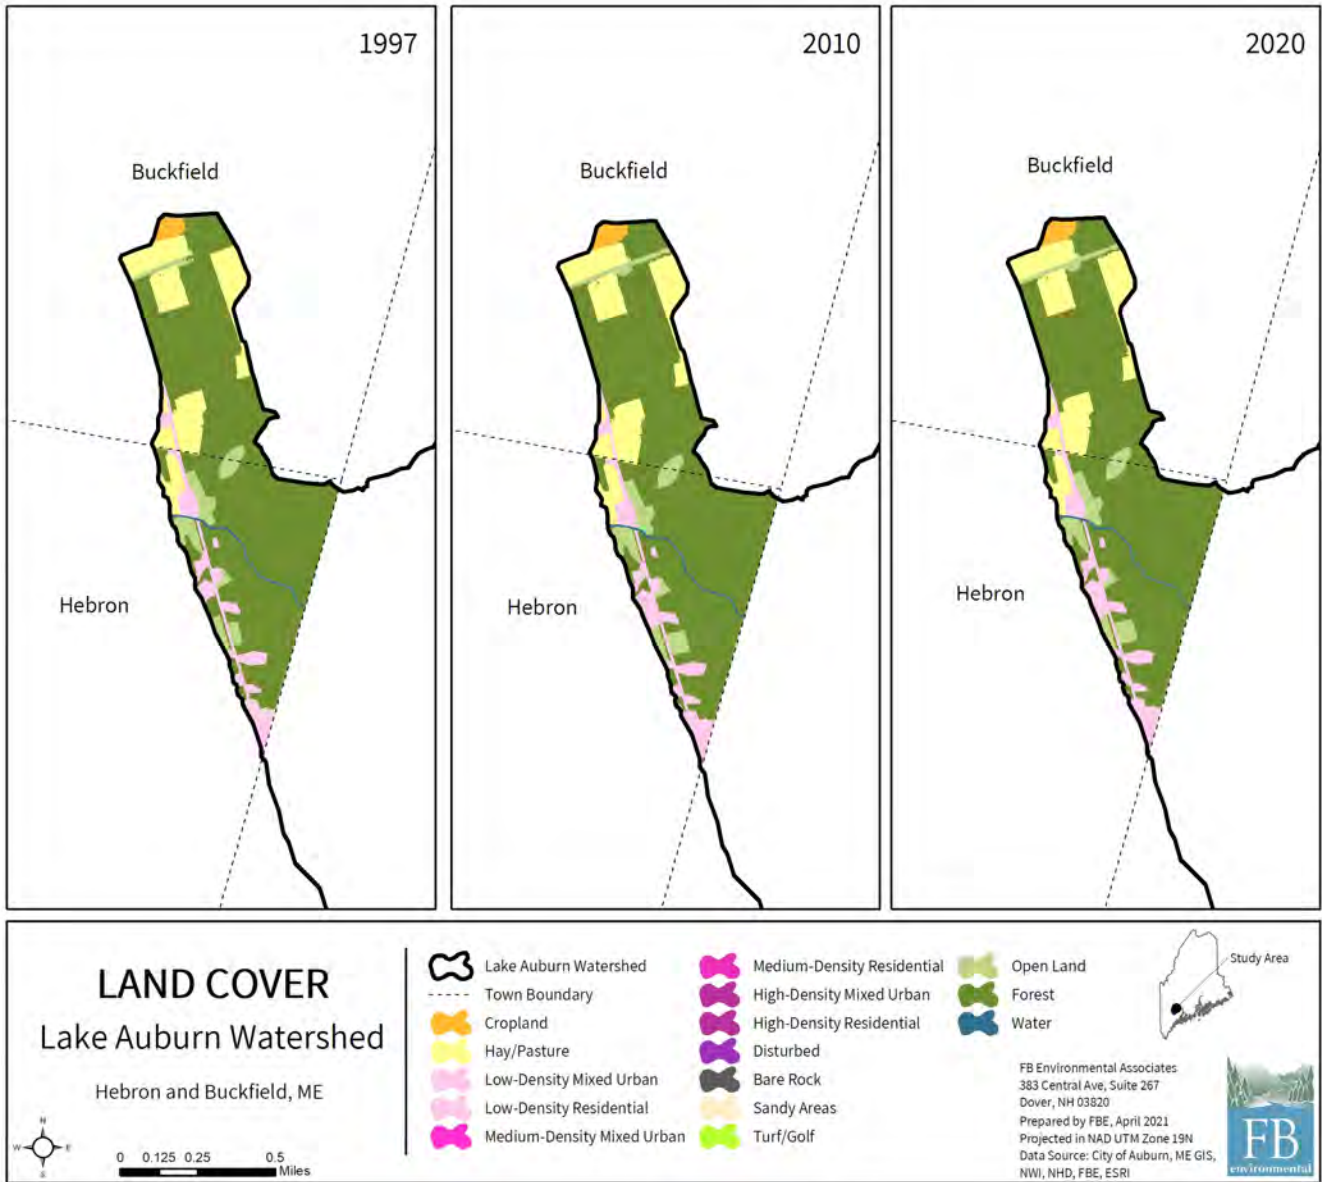 1997
2010
2020
Buckfield
Buckfield
Buckfield
Hebron
Hebron
Hebron
LAND COVER
Lake Auburn Watershed
Hebron and Buckfield, ME
N
W
E
S
0 0.125 0.25 0.5
Miles
Lake Auburn Watershed
Town Boundary
Cropland
Hay/Pasture
Low-Density Mixed Urban
Low-Density Residential
Medium-Density Mixed Urban
Medium-Density Residential
High-Density Mixed Urban
High-Density Residential
Disturbed
Bare Rock
Sandy Areas
Turf/Golf
Open Land
Forest
Water
Study Area
FB Environmental Associates
383 Central Ave, Suite 267
Dover, NH 03820
Prepared by FBE, April 2021
Projected in NAD UTM Zone 19N
Data Source: City of Auburn, ME GIS,
NWI, NHD, FBE, ESRI
FB
environmental